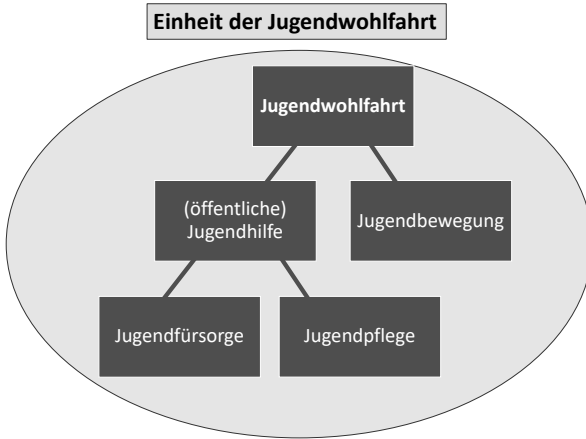 Einheit der Jugendwohlfahrt
Jugendwohlfahrt
(öffentliche)
Jugendhilfe
Jugendbewegung
Jugendfürsorge
Jugendpflege